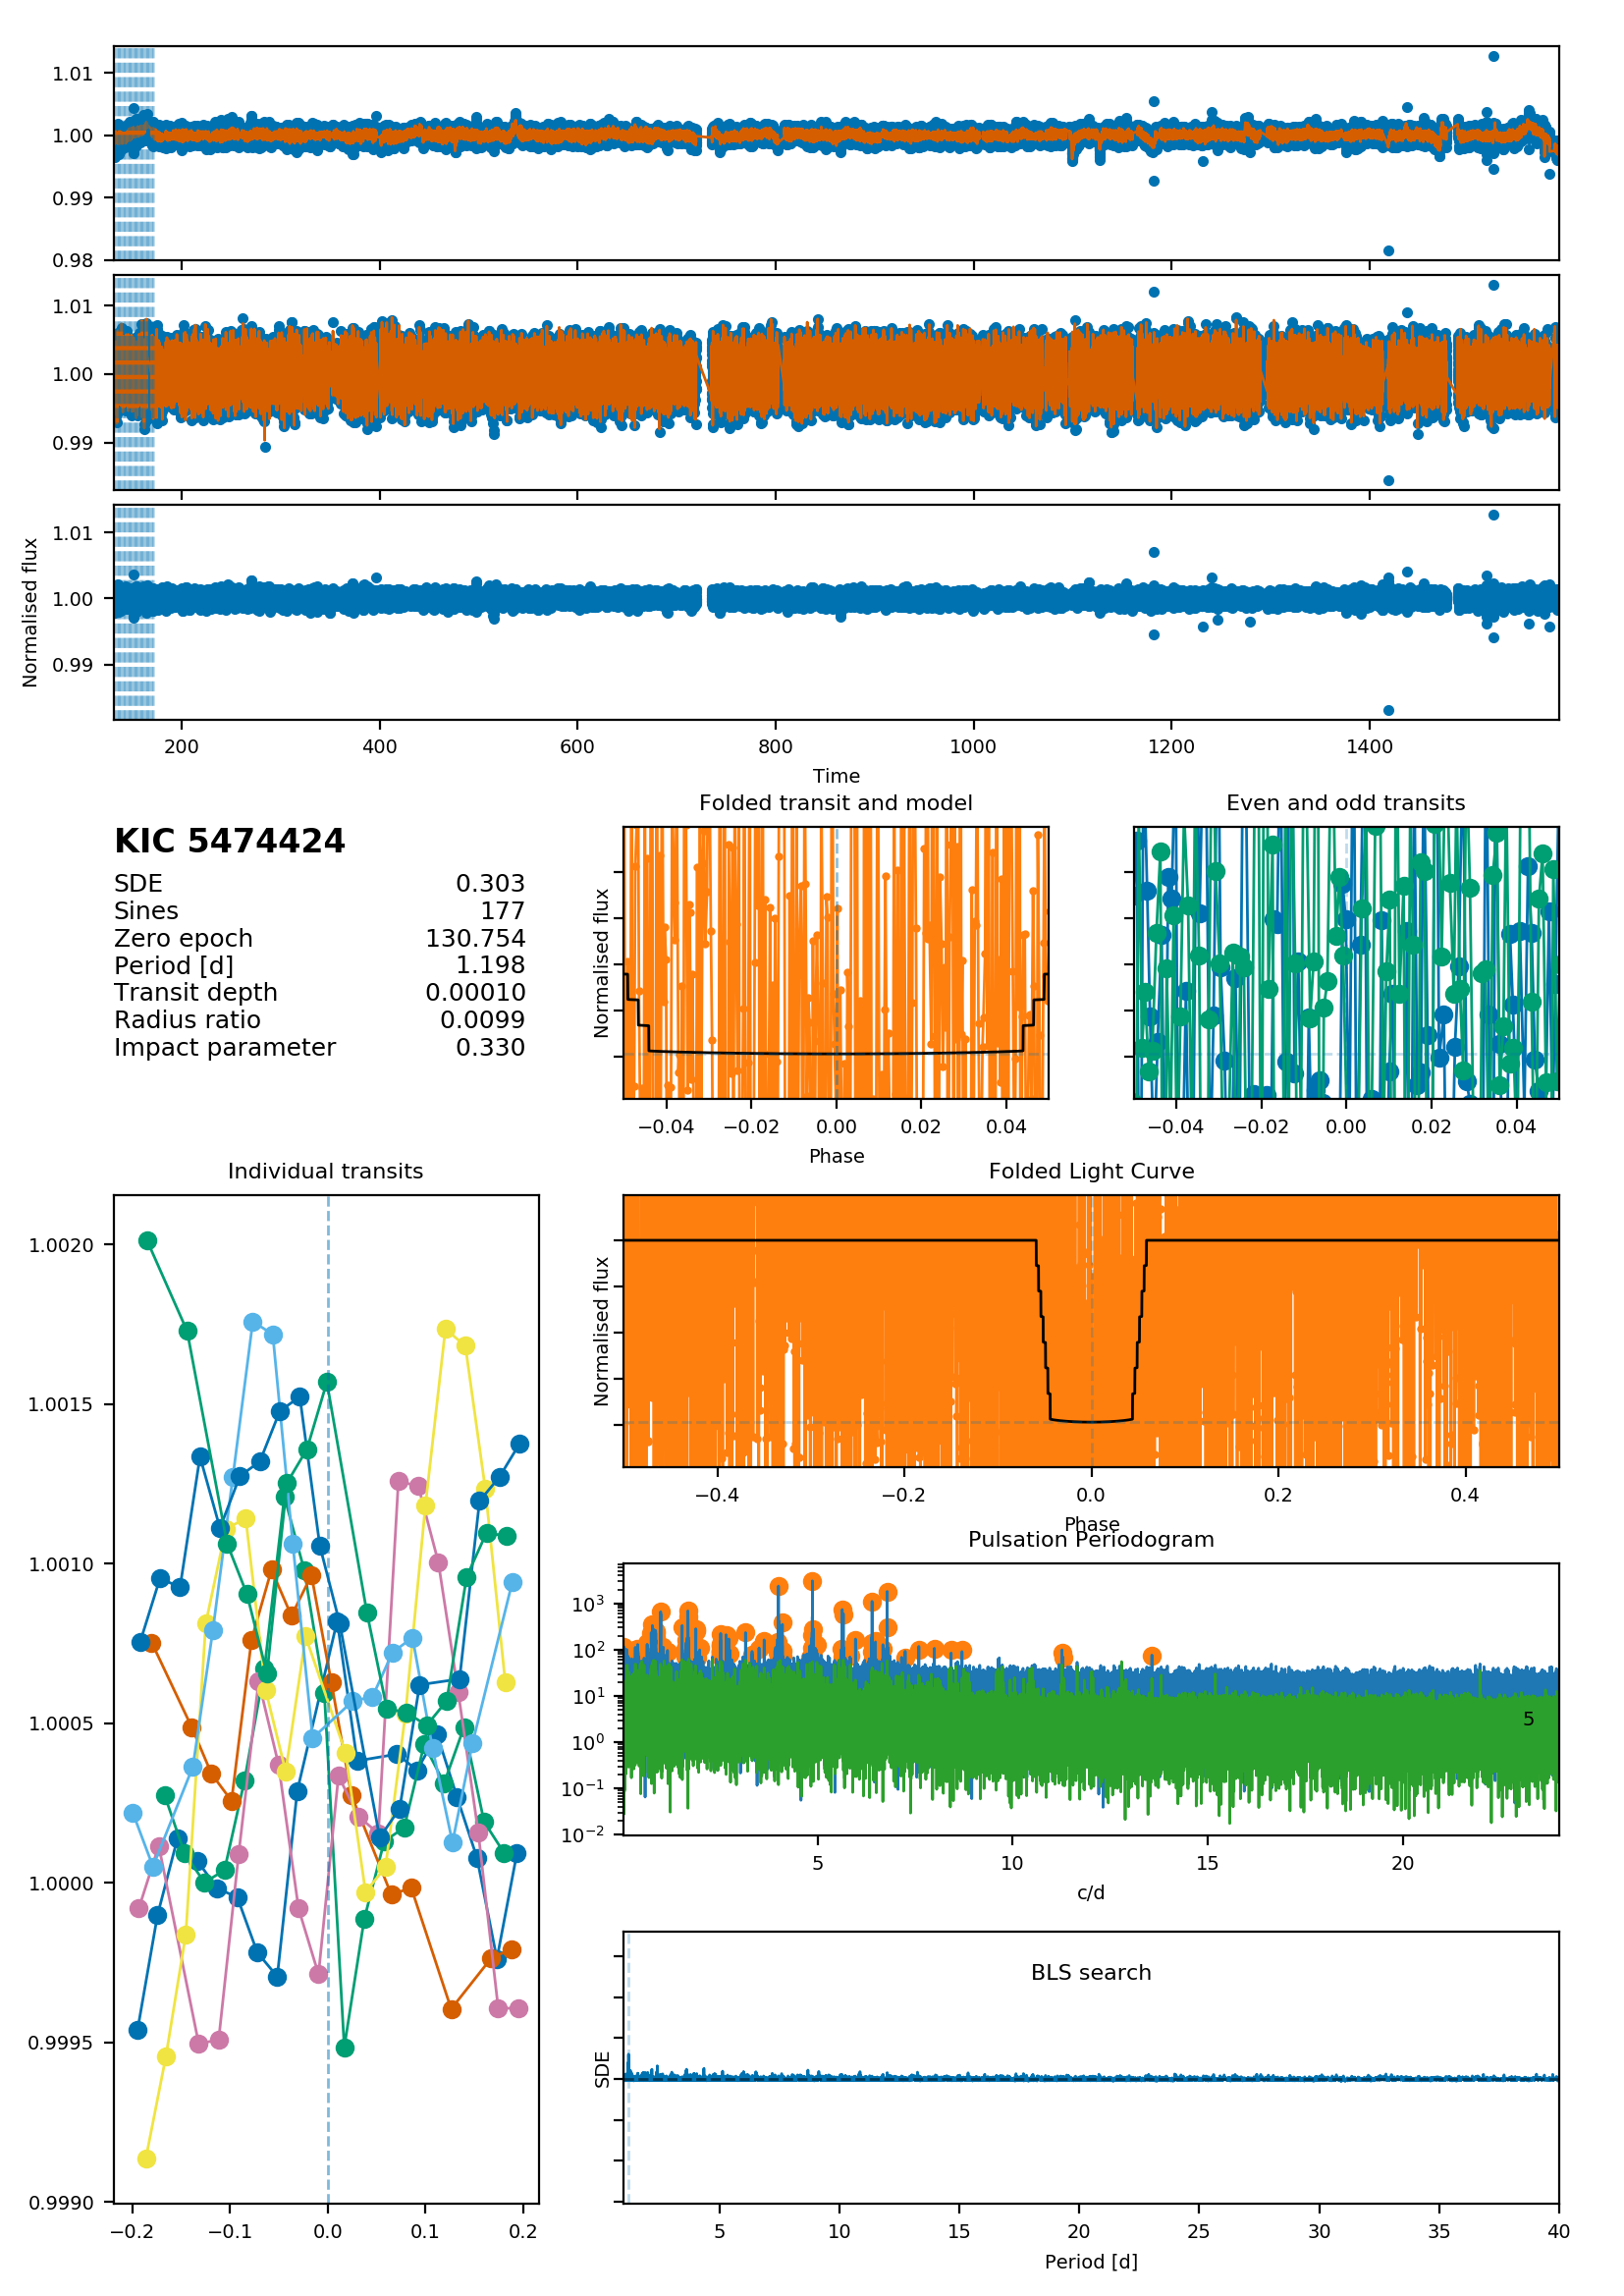 1.01
1.00
0.99
0.98
1.01
1.00
0.99
1.01
1.00
0.99
Normalised flux
200 400 600 800 1000 1200 1400
Time
KIC 5474424
SDE 0.303
Sines 177
Zero epoch 130.754
Period [d] 1.198
Transit depth 0.00010
Radius ratio 0.0099
Impact parameter 0.330
Folded transit and model
Normalised flux
−0.04 −0.02 0.00 0.02 0.04
Phase
Even and odd transits
−0.04 −0.02 0.00 0.02 0.04
Individual transits
1.0020
1.0015
1.0010
1.0005
1.0000
0.9995
0.9990
−0.2 −0.1 0.0 0.1 0.2
Folded Light Curve
Normalised flux
−0.4 −0.2 0.0 0.2 0.4
Phase
Pulsation Periodogram
10³
10²
10¹
10⁰
10⁻¹
10⁻²
5
5 10 15 20
c/d
BLS search
SDE
5 10 15 20 25 30 35 40
Period [d]